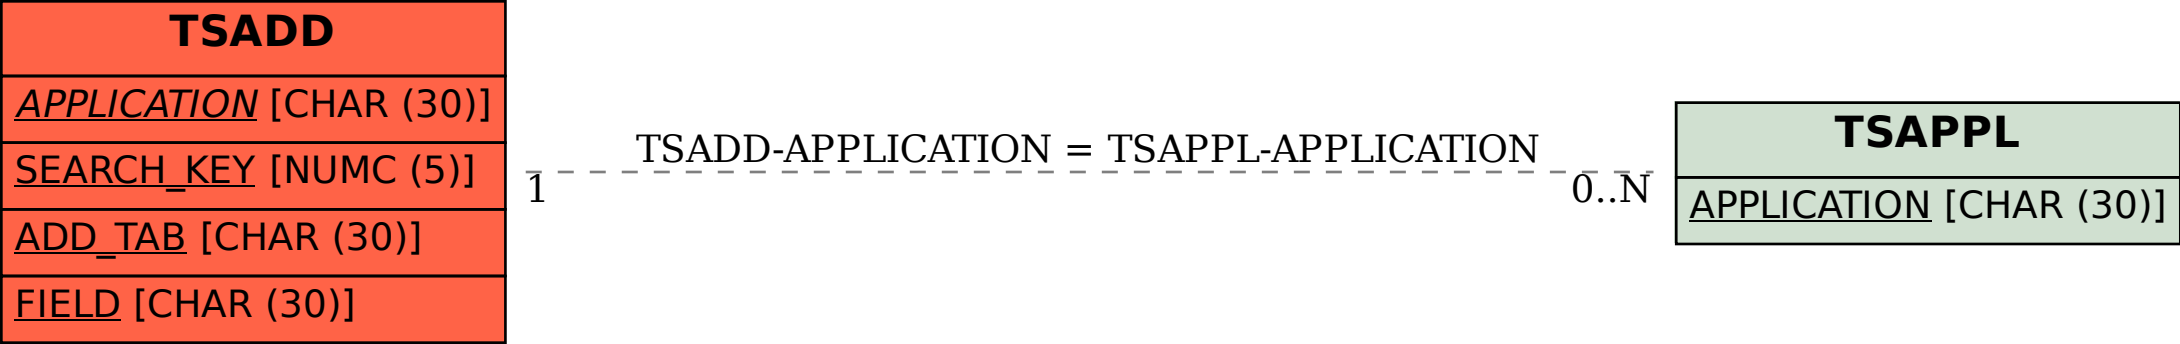 TSADD
APPLICATION [CHAR (30)]
SEARCH_KEY [NUMC (5)]
ADD_TAB [CHAR (30)]
FIELD [CHAR (30)]
TSADD-APPLICATION = TSAPPL-APPLICATION
1
0..N
TSAPPL
APPLICATION [CHAR (30)]